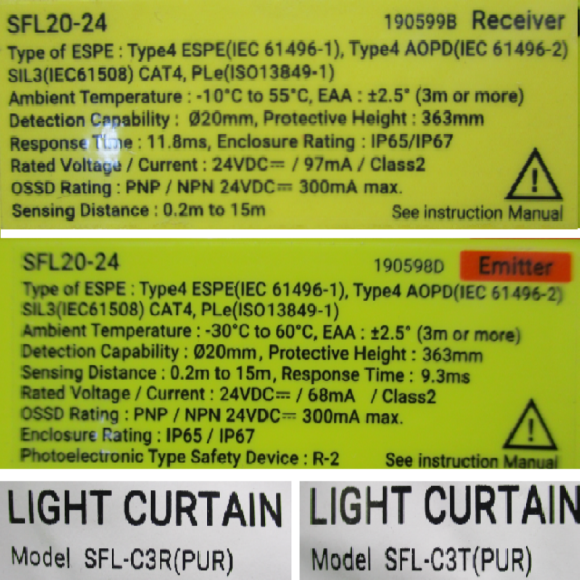 SFL20-24 190599B Receiver
Type of ESPE : Type4 ESPE(IEC 61496-1), Type4 AOPD(IEC 61496-2)
SIL3(IEC61508) CAT4, PLe(ISO13849-1)
Ambient Temperature : -10°C to 55°C, EAA : ±2.5° (3m or more)
Detection Capability : Ø20mm, Protective Height : 363mm
Response Time : 11.8ms, Enclosure Rating : IP65/IP67
Rated Voltage / Current : 24VDC⎓ / 97mA / Class2
OSSD Rating : PNP / NPN 24VDC⎓ 300mA max.
Sensing Distance : 0.2m to 15m See instruction Manual
SFL20-24 190598D Emitter
Type of ESPE : Type4 ESPE(IEC 61496-1), Type4 AOPD(IEC 61496-2)
SIL3(IEC61508) CAT4, PLe(ISO13849-1)
Ambient Temperature : -30°C to 60°C, EAA : ±2.5° (3m or more)
Detection Capability : Ø20mm, Protective Height : 363mm
Sensing Distance : 0.2m to 15m, Response Time : 9.3ms
Rated Voltage / Current : 24VDC⎓ / 68mA / Class2
OSSD Rating : PNP / NPN 24VDC⎓ 300mA max.
Enclosure Rating : IP65 / IP67
Photoelectronic Type Safety Device : R-2 See instruction Manual
LIGHT CURTAIN
Model SFL-C3R(PUR)
LIGHT CURTAIN
Model SFL-C3T(PUR)